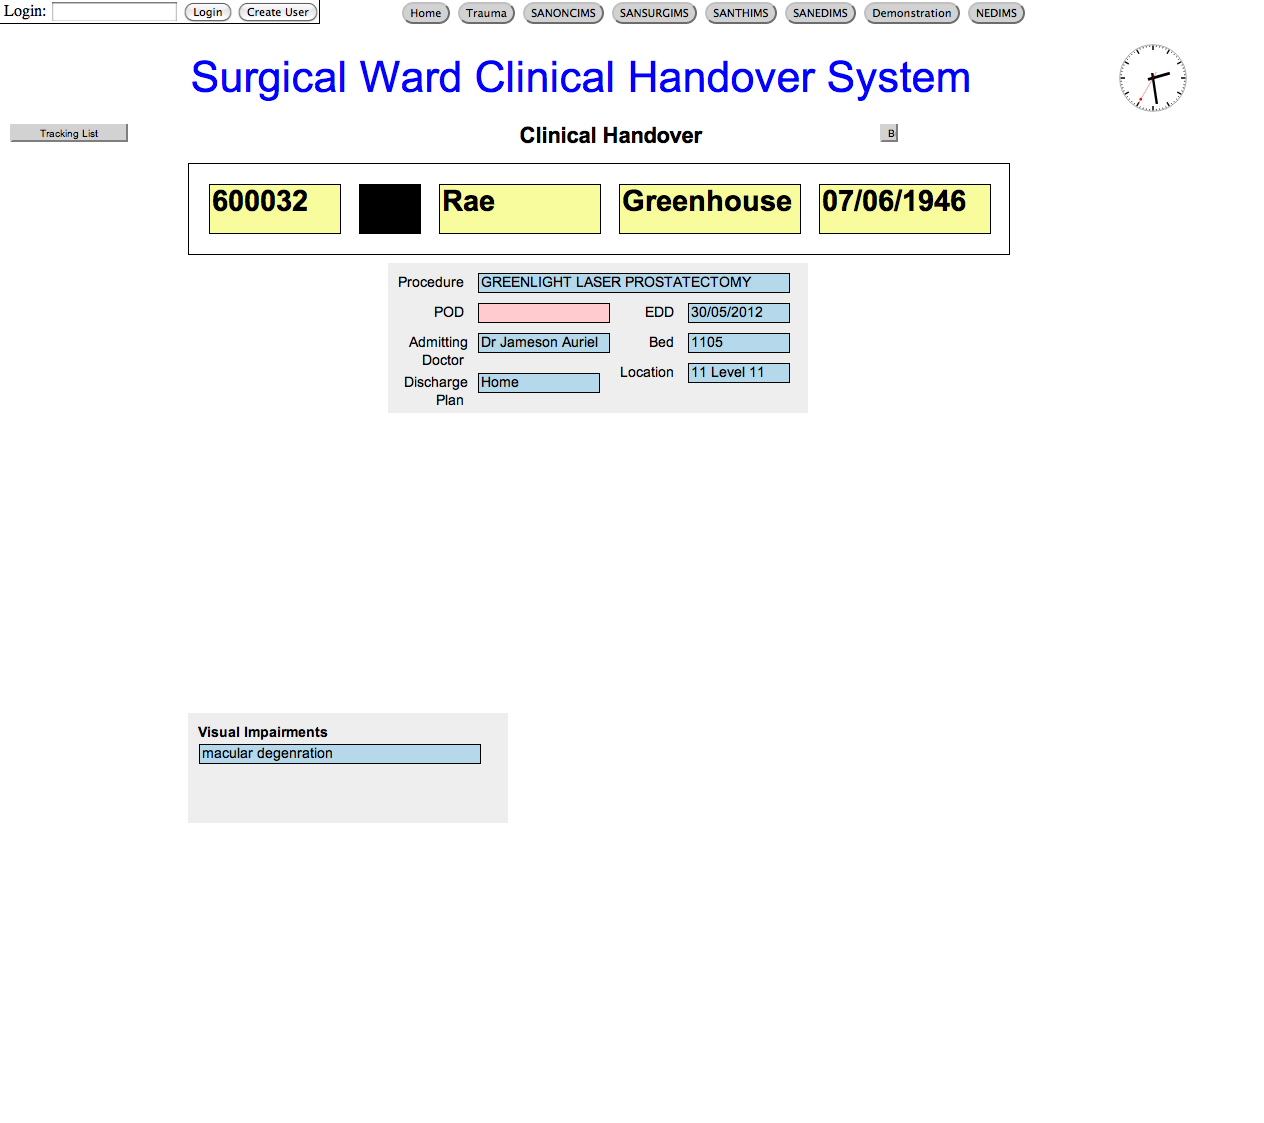 Login: Login Create User Home Trauma SANONCIMS SANSURGIMS SANTHIMS SANEDIMS Demonstration NEDIMS
Surgical Ward Clinical Handover System
Tracking List Clinical Handover B
600032 Rae Greenhouse 07/06/1946
Procedure GREENLIGHT LASER PROSTATECTOMY
POD EDD 30/05/2012
Admitting Doctor Dr Jameson Auriel Bed 1105
Location 11 Level 11
Discharge Plan Home
Visual Impairments
macular degenration